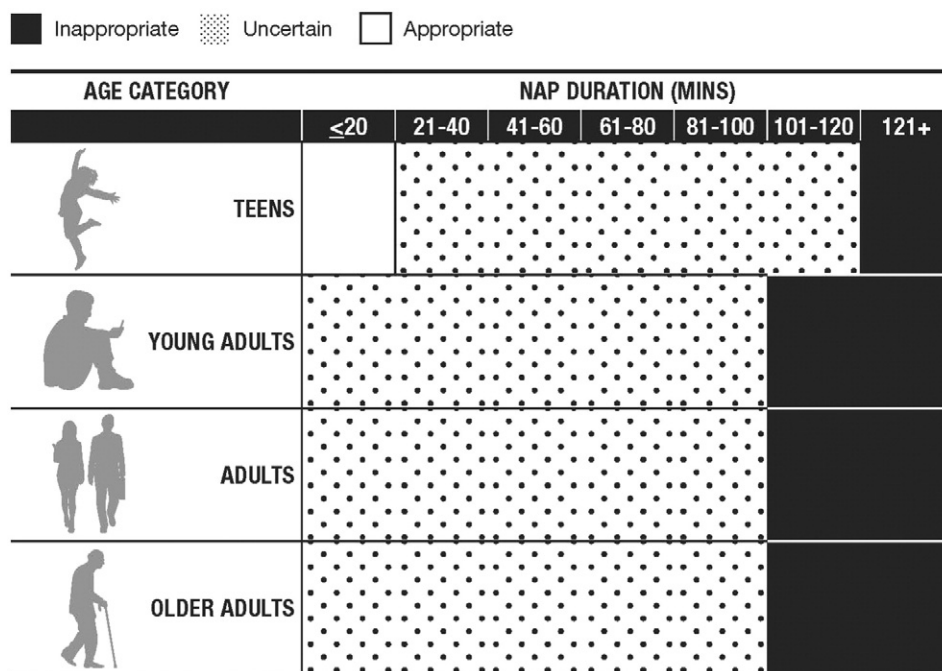 Inappropriate Uncertain Appropriate
AGE CATEGORY NAP DURATION (MINS)
≤20 21-40 41-60 61-80 81-100 101-120 121+
TEENS
YOUNG ADULTS
ADULTS
OLDER ADULTS